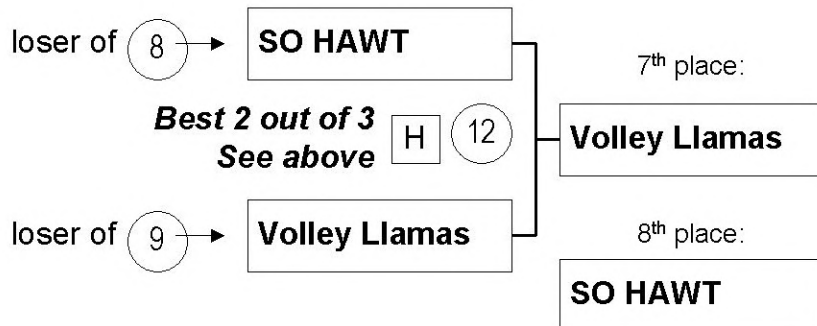 loser of 8 SO HAWT
7th place:
Best 2 out of 3
See above
H 12
Volley Llamas
loser of 9 Volley Llamas
8th place:
SO HAWT